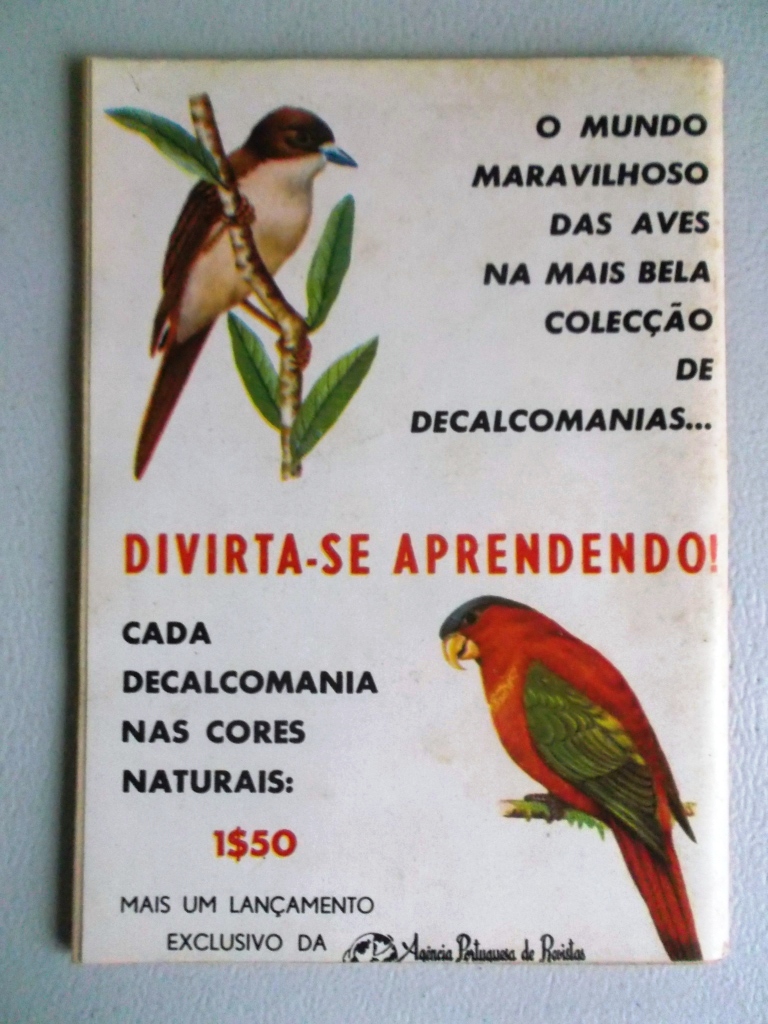 O MUNDO
MARAVILHOSO
DAS AVES
NA MAIS BELA
COLECÇÃO
DE
DECALCOMANIAS...
DIVIRTA-SE APRENDENDO!
CADA
DECALCOMANIA
NAS CORES
NATURAIS:
1$50
MAIS UM LANÇAMENTO
EXCLUSIVO DA Agência Portuguesa de Revistas